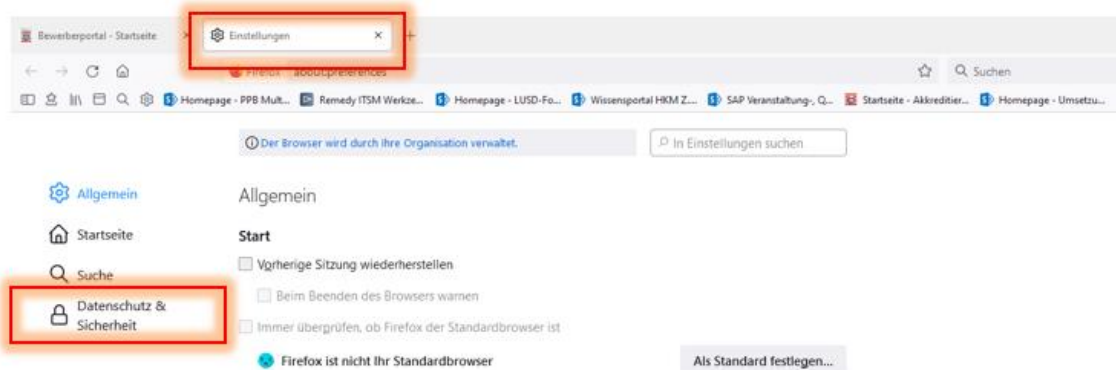 Bewerberportal - Startseite
Einstellungen
Firefox about:preferences
Suchen
Homepage - PPB Mult... Remedy ITSM Werkze... Homepage - LUSD-Fo... Wissensportal HKM Z.... SAP Veranstaltung-, Q... Startseite - Akkreditier... Homepage - Umsetzu...
Der Browser wird durch Ihre Organisation verwaltet.
In Einstellungen suchen
Allgemein
Allgemein
Startseite
Start
Vorherige Sitzung wiederherstellen
Suche
Beim Beenden des Browsers warnen
Datenschutz &
Sicherheit
Immer überprüfen, ob Firefox der Standardbrowser ist
Firefox ist nicht Ihr Standardbrowser
Als Standard festlegen...